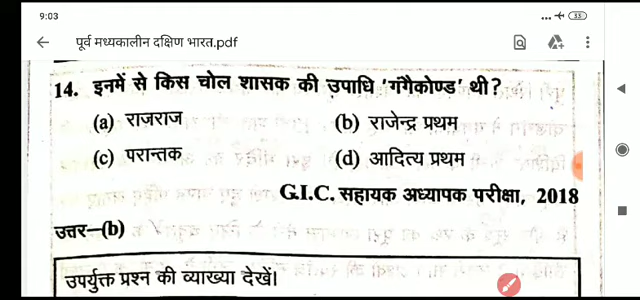 9:03
33
पूर्व मध्यकालीन दक्षिण भारत.pdf
14. इनमें से किस चोल शासक की उपाधि 'गंगैकोण्ड' थी?
(a) राजराज (b) राजेन्द्र प्रथम
(c) परान्तक (d) आदित्य प्रथम
G.I.C. सहायक अध्यापक परीक्षा, 2018
उत्तर—(b)
उपर्युक्त प्रश्न की व्याख्या देखें।